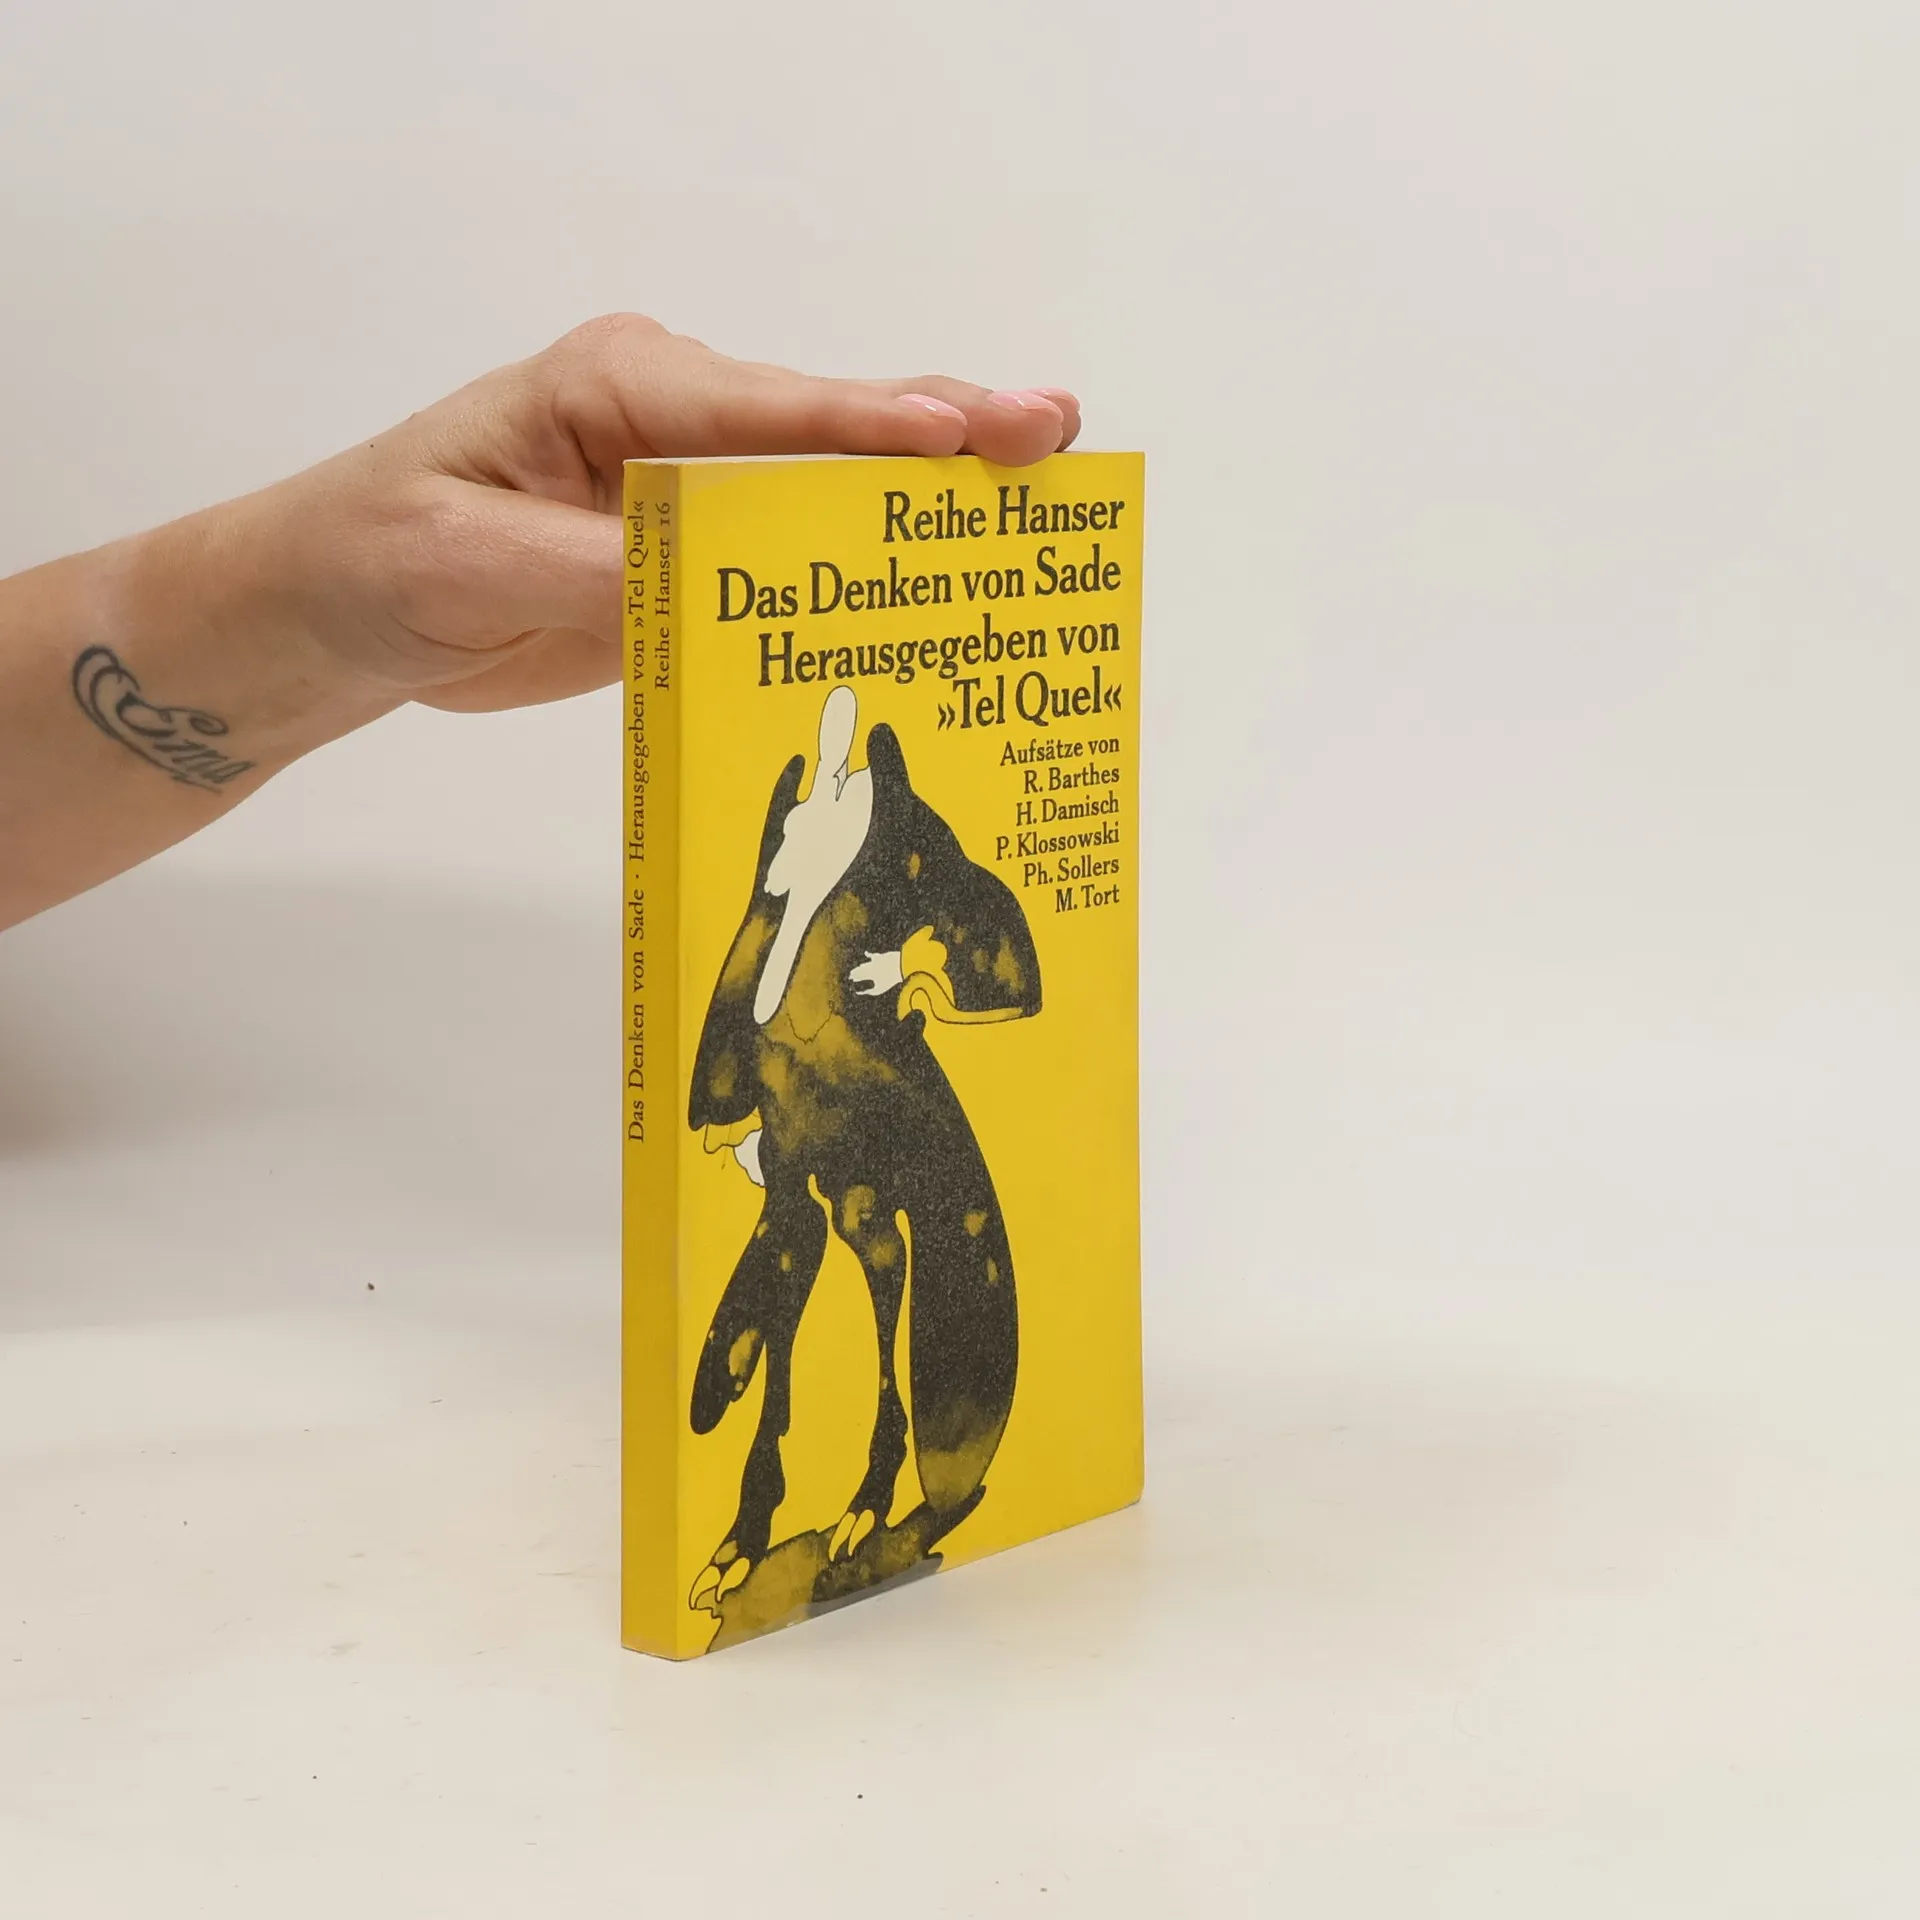 Reihe Hanser
Das Denken von Sade
Herausgegeben von
»Tel Quel«
Aufsätze von
R. Barthes
H. Damisch
P. Klossowski
Ph. Sollers
M. Tort
Das Denken von Sade · Herausgegeben von »Tel Quel«
Reihe Hanser 16
Ema